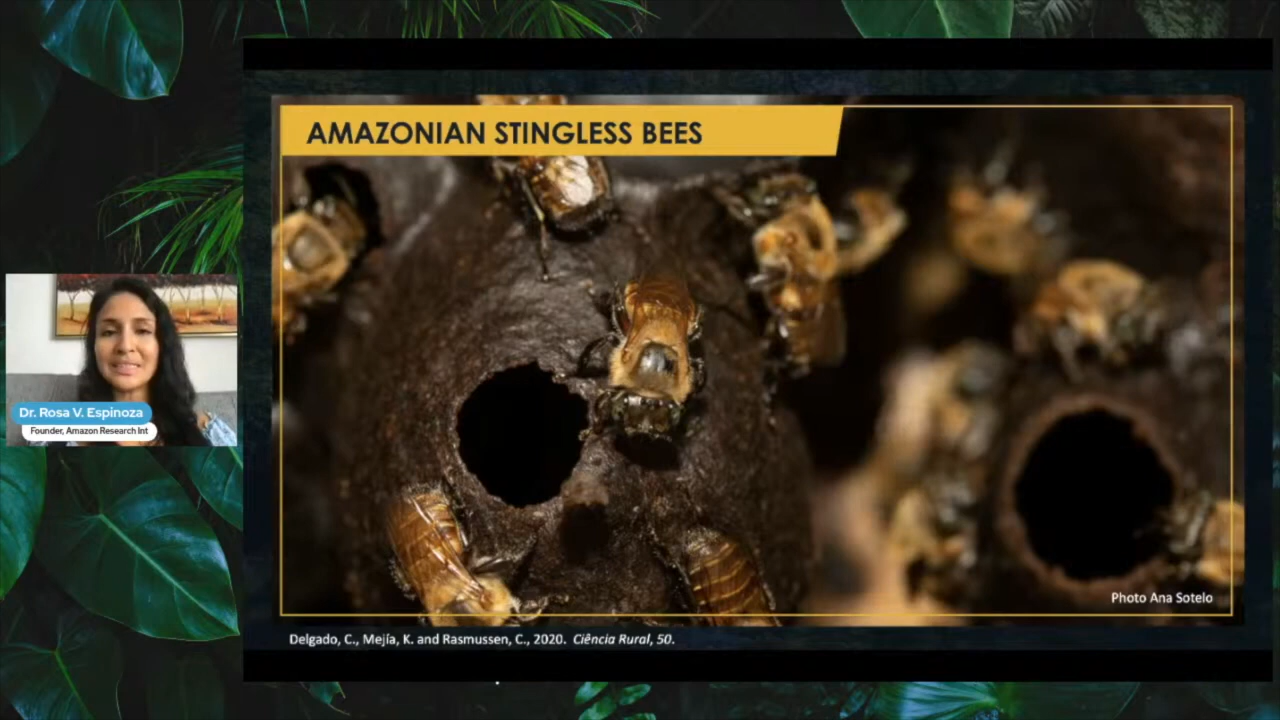 AMAZONIAN STINGLESS BEES
Dr. Rosa V. Espinoza
Founder, Amazon Research Int
Photo Ana Sotelo
Delgado, C., Mejía, K. and Rasmussen, C., 2020. Ciência Rural, 50.